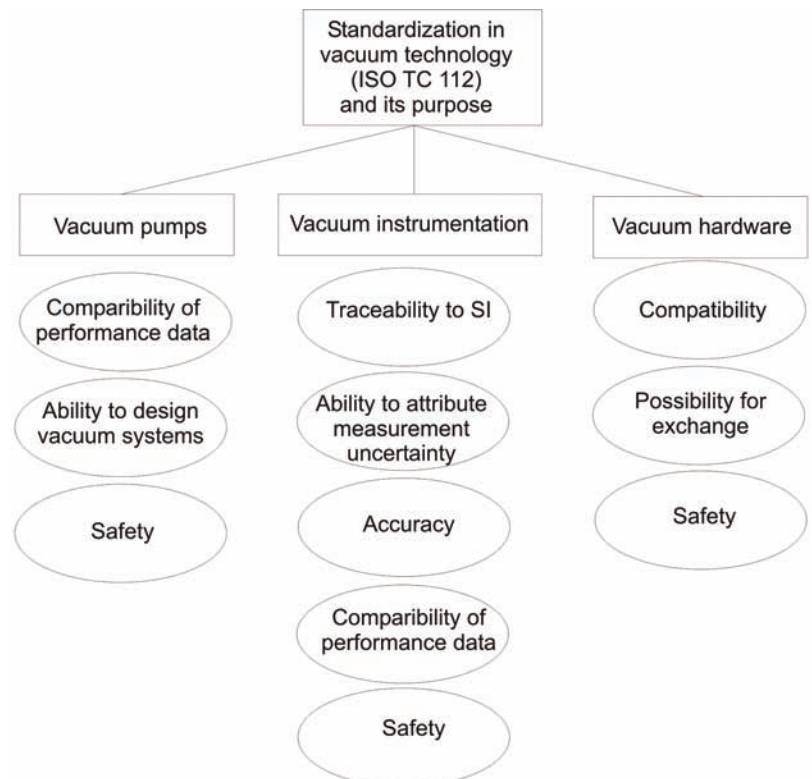 Standardization in
vacuum technology
(ISO TC 112)
and its purpose
Vacuum pumps
Vacuum instrumentation
Vacuum hardware
Comparibility of
performance data
Traceability to SI
Compatibility
Ability to design
vacuum systems
Ability to attribute
measurement
uncertainty
Possibility for
exchange
Safety
Accuracy
Safety
Comparibility of
performance data
Safety